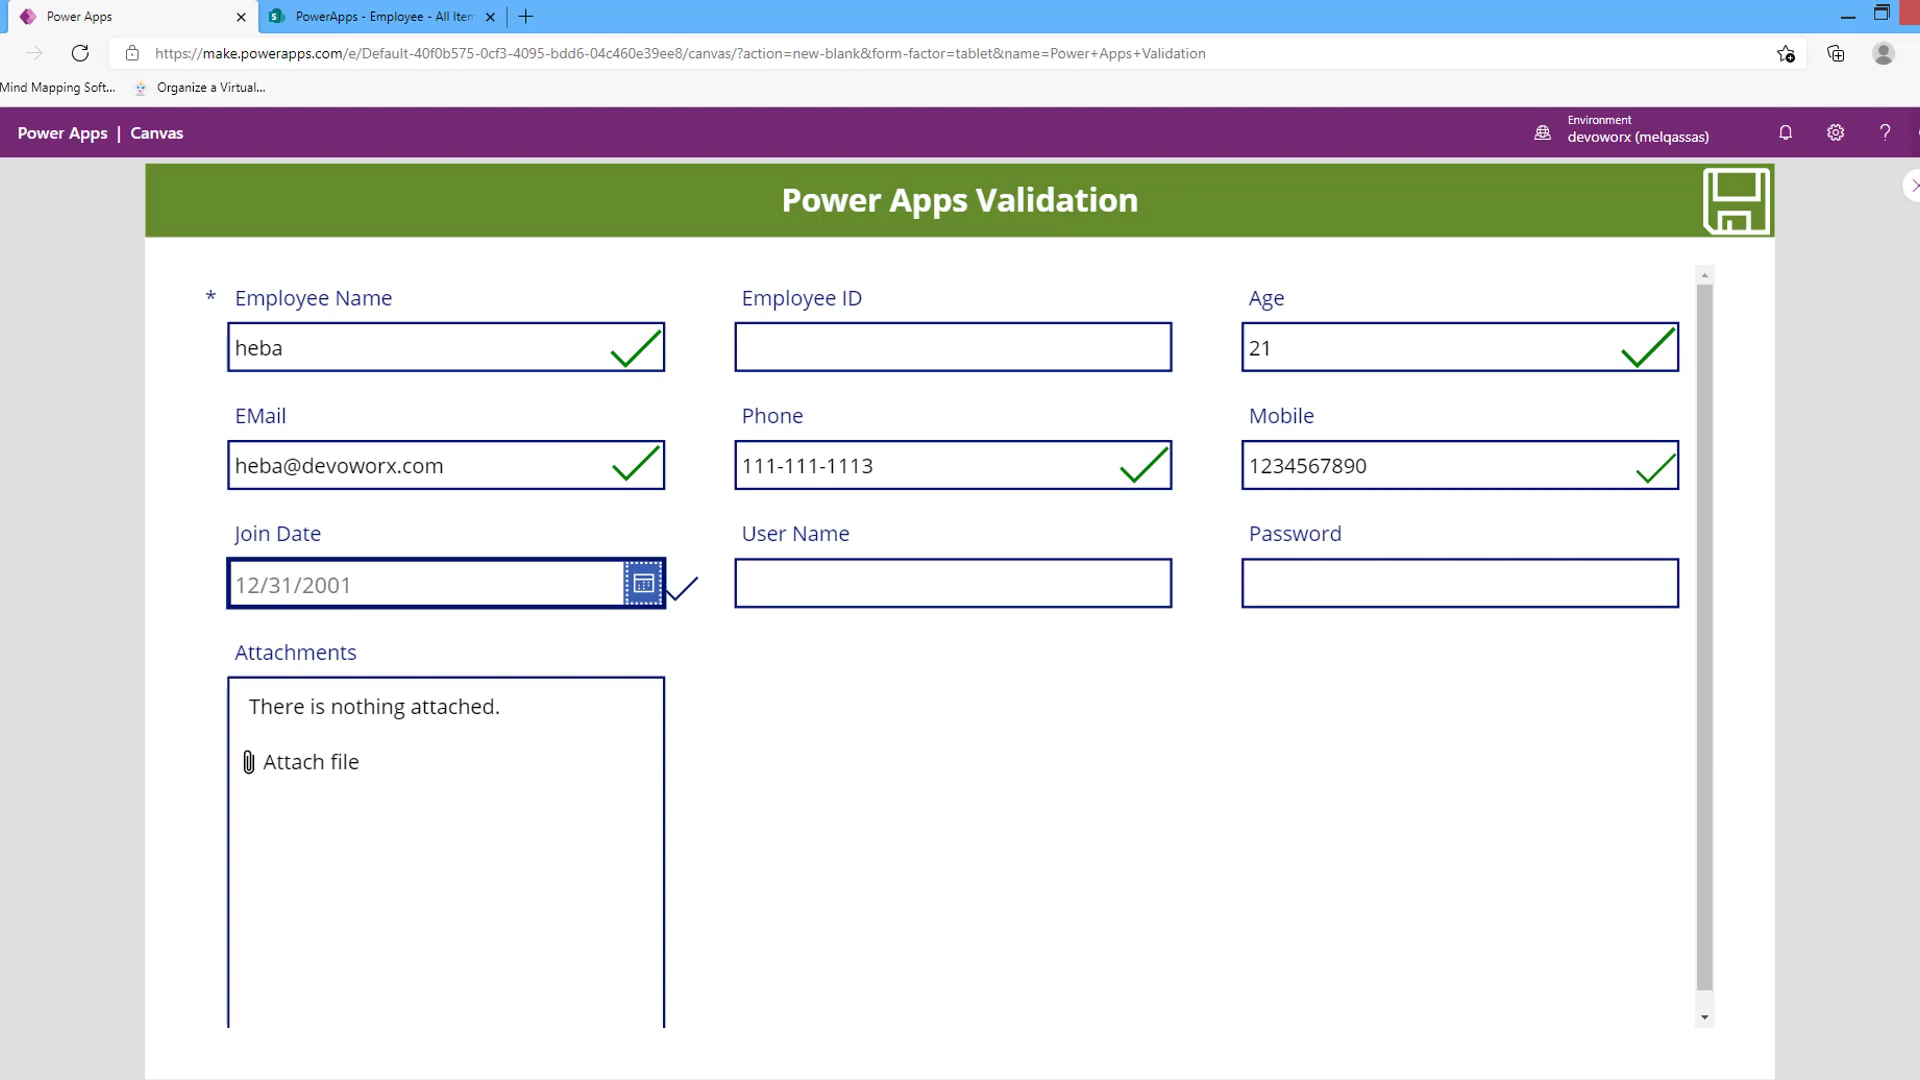 Power Apps
PowerApps - Employee - All Iter
https://make.powerapps.com/e/Default-40f0b575-0cf3-4095-bdd6-04c460e39ee8/canvas/?action=new-blank&form-factor=tablet&name=Power+Apps+Validation
Mind Mapping Soft...
Organize a Virtual...
Power Apps | Canvas
Environment
devoworx (melqassas)
Power Apps Validation
* Employee Name
Employee ID
Age
heba
21
EMail
Phone
Mobile
heba@devoworx.com
111-111-1113
1234567890
Join Date
User Name
Password
12/31/2001
Attachments
There is nothing attached.
Attach file